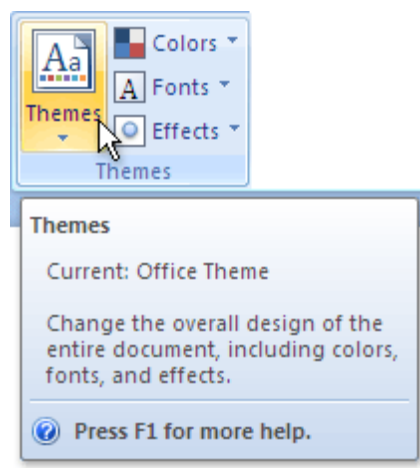 Aa
Colors
A Fonts
Themes
Effects
Themes
Themes
Current: Office Theme
Change the overall design of the
entire document, including colors,
fonts, and effects.
? Press F1 for more help.